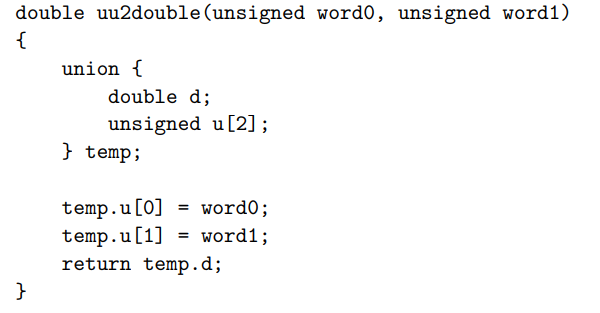 double uu2double(unsigned word0, unsigned word1)
{
    union {
        double d;
        unsigned u[2];
    } temp;

    temp.u[0] = word0;
    temp.u[1] = word1;
    return temp.d;
}